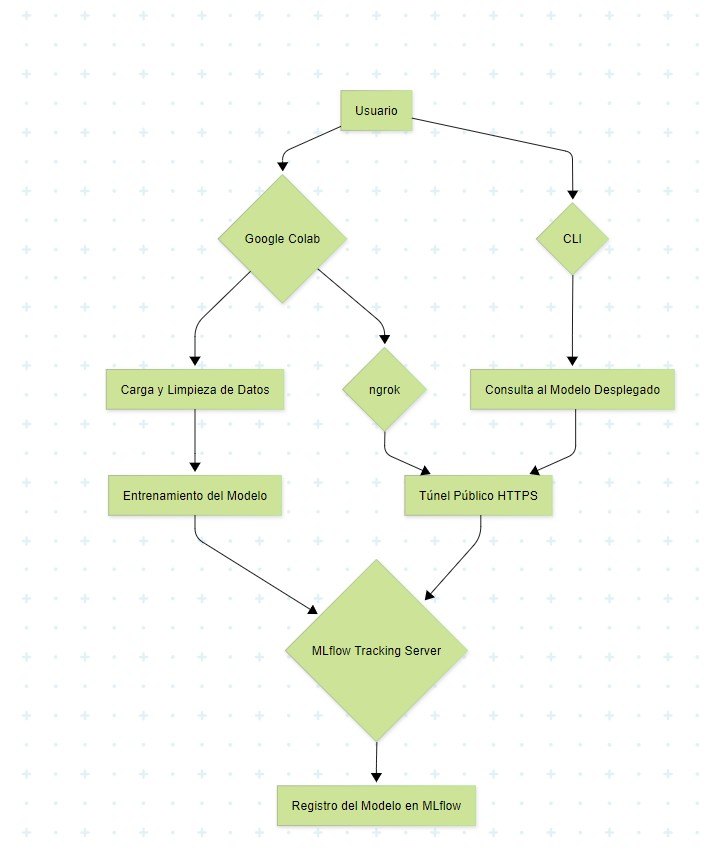 Usuario
Google Colab
CLI
Carga y Limpieza de Datos
ngrok
Consulta al Modelo Desplegado
Entrenamiento del Modelo
Túnel Público HTTPS
MLflow Tracking Server
Registro del Modelo en MLflow